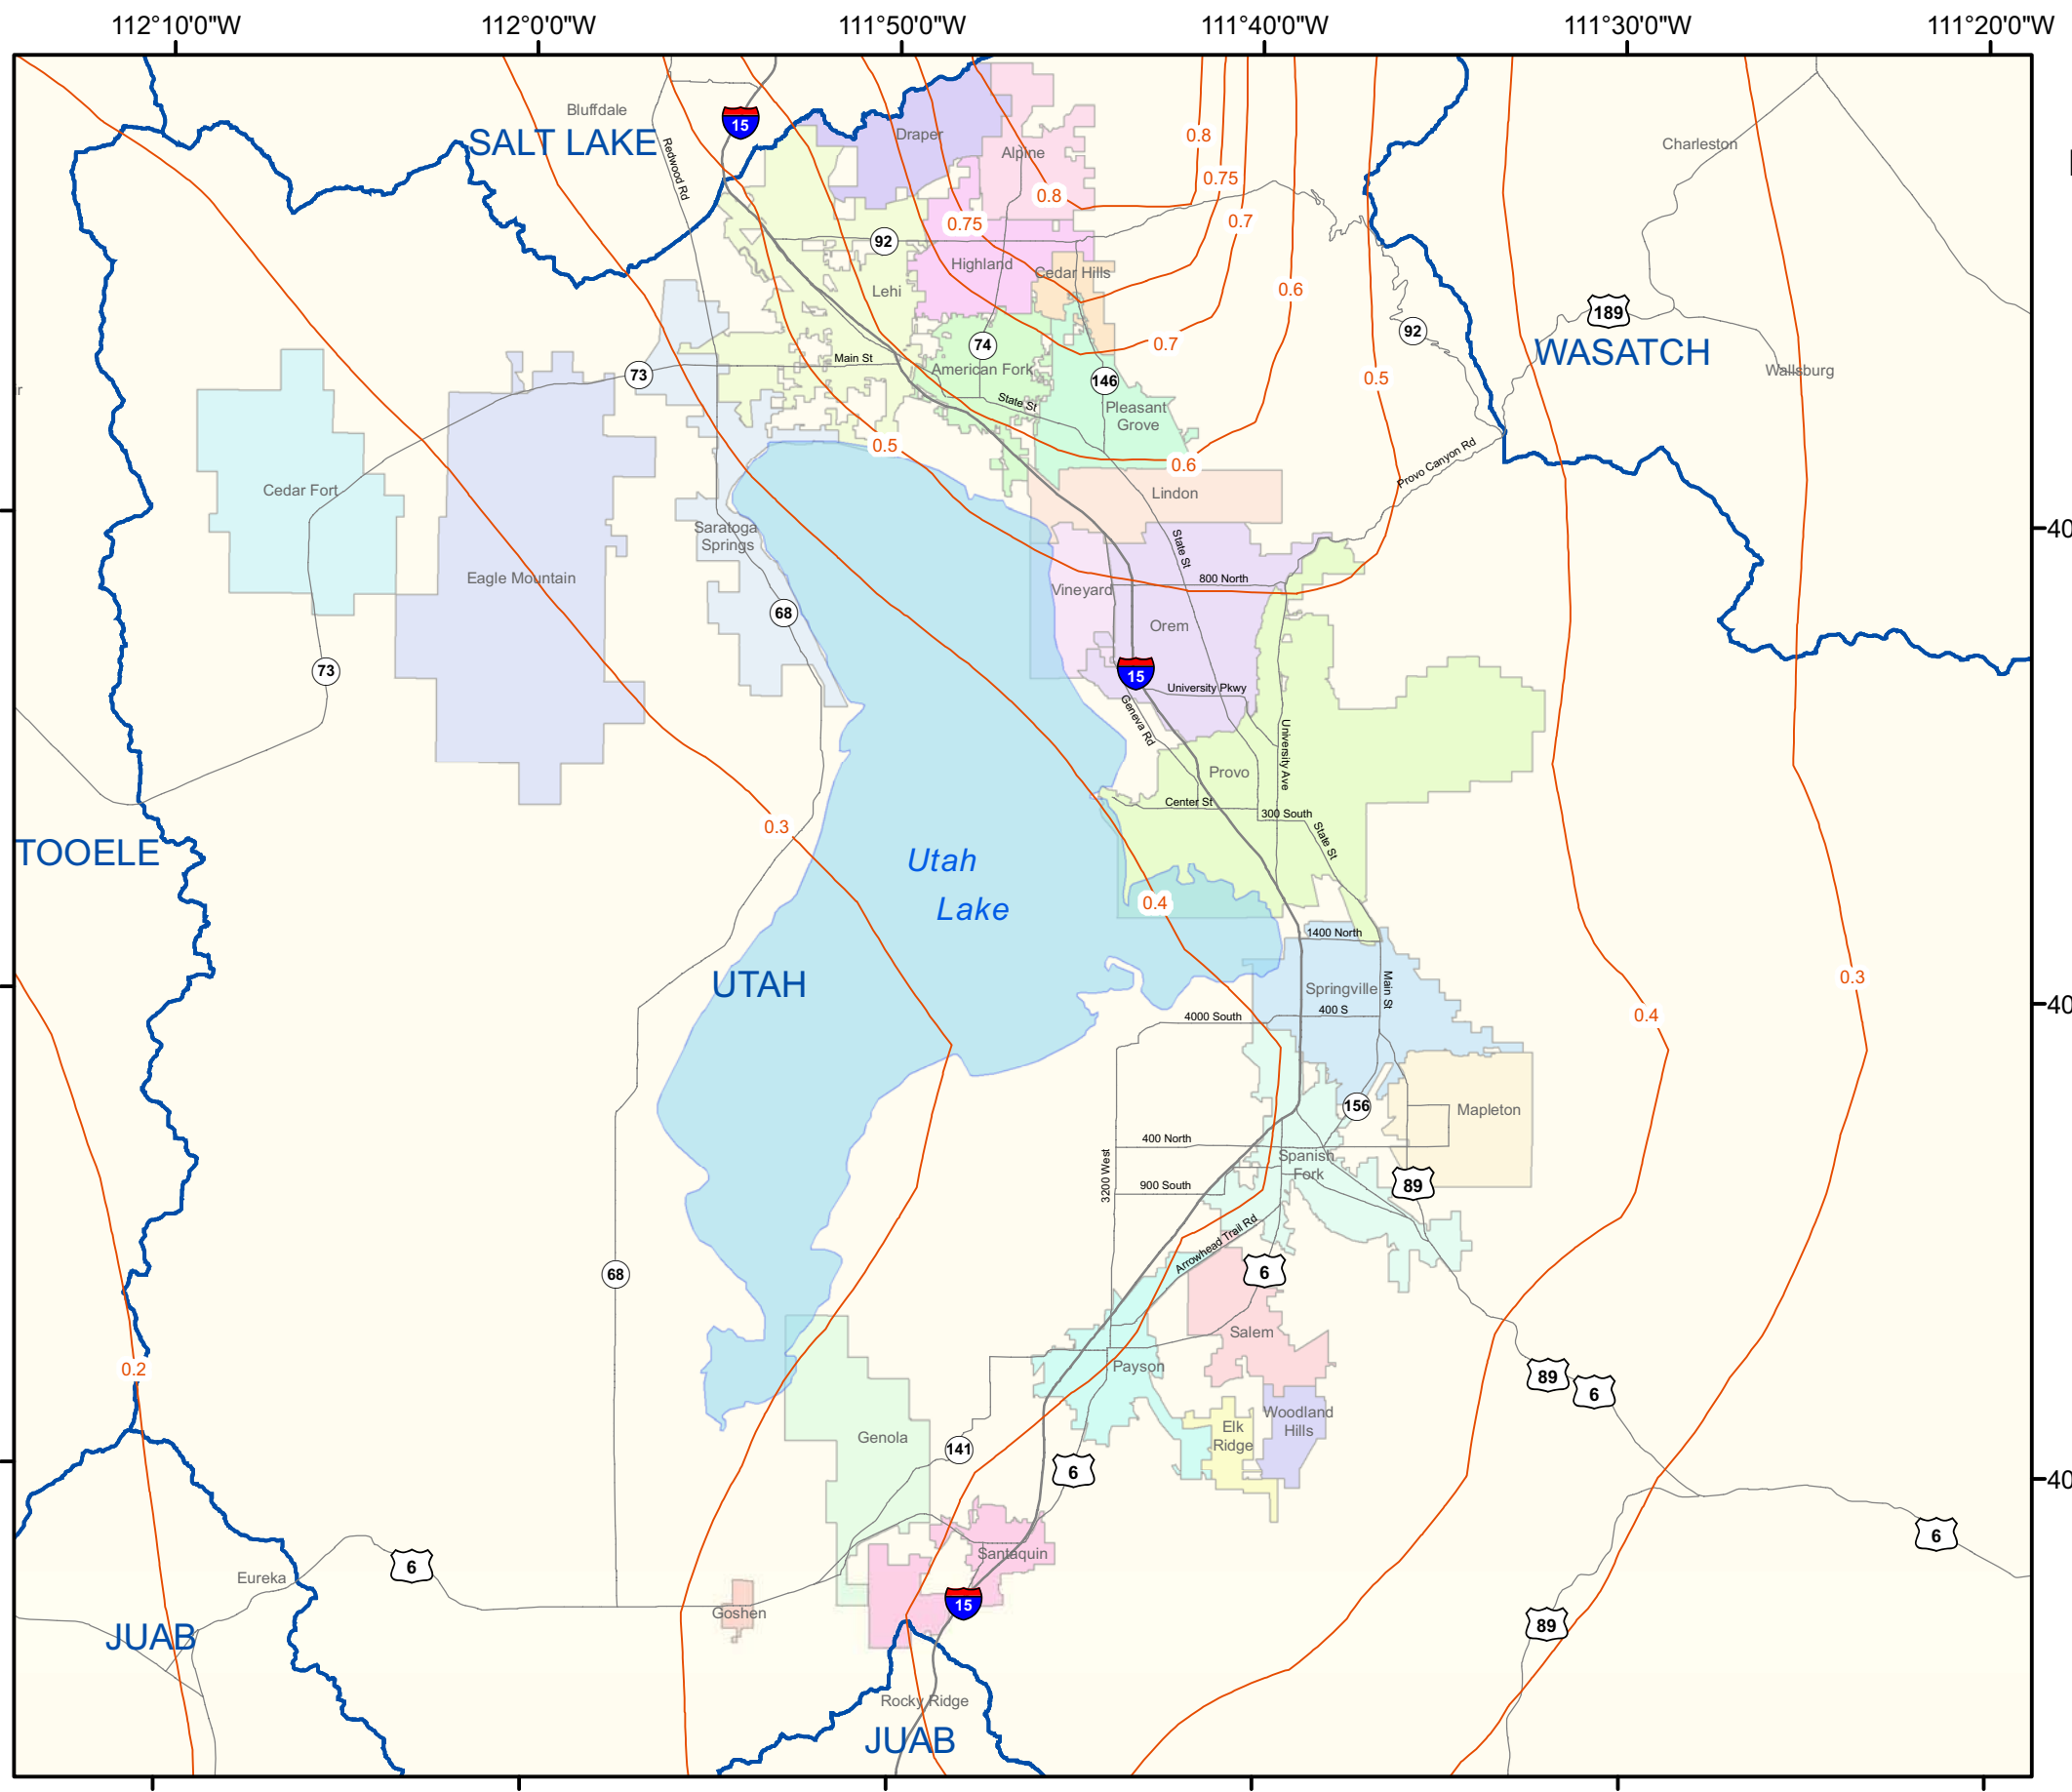 112°10'0"W
112°0'0"W
111°50'0"W
111°40'0"W
111°30'0"W
111°20'0"W
Bluffdale
SALT LAKE
15
Redwood Rd
Draper
Alpine
0.8
0.8
0.75
0.75
0.7
Charleston
92
Highland
Cedar Hills
Lehi
0.6
189
WASATCH
Wallsburg
92
74
0.7
Main St
American Fork
73
146
0.5
State St
Pleasant
Grove
0.5
0.6
Provo Canyon Rd
Cedar Fort
Lindon
Saratoga
Springs
State St
Eagle Mountain
800 North
Vineyard
68
Orem
73
15
University Pkwy
Geneva Rd
University Ave
Provo
Center St
300 South
State St
0.3
TOOELE
Utah
Lake
0.4
1400 North
UTAH
Springville
Main St
400 S
4000 South
0.3
0.4
156
Mapleton
400 North
Spanish
Fork
3200 West
900 South
89
Arrowhead Trail Rd
6
68
Salem
0.2
Payson
89
6
Woodland
Hills
Elk
Ridge
Genola
141
6
6
Santaquin
6
Eureka
15
Goshen
89
JUAB
Rocky Ridge
JUAB
40
40
40